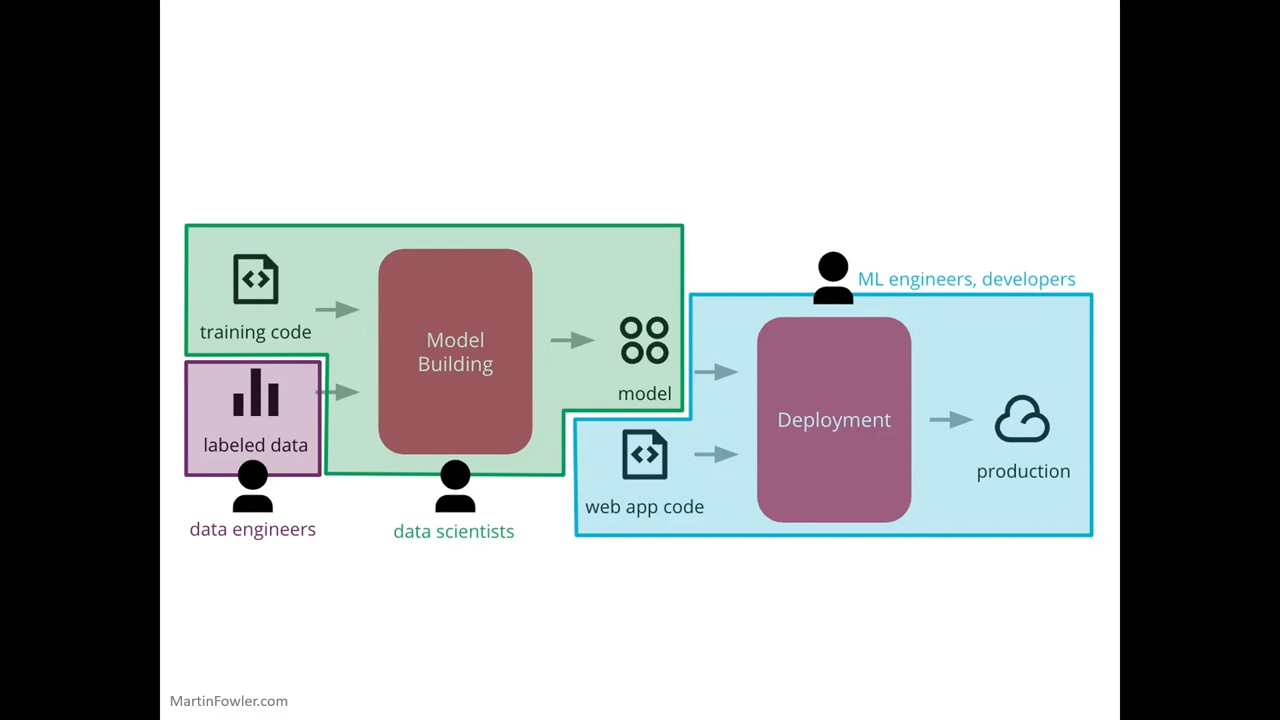 ML engineers, developers
training code
Model
Building
model
labeled data
Deployment
production
web app code
data engineers
data scientists
MartinFowler.com